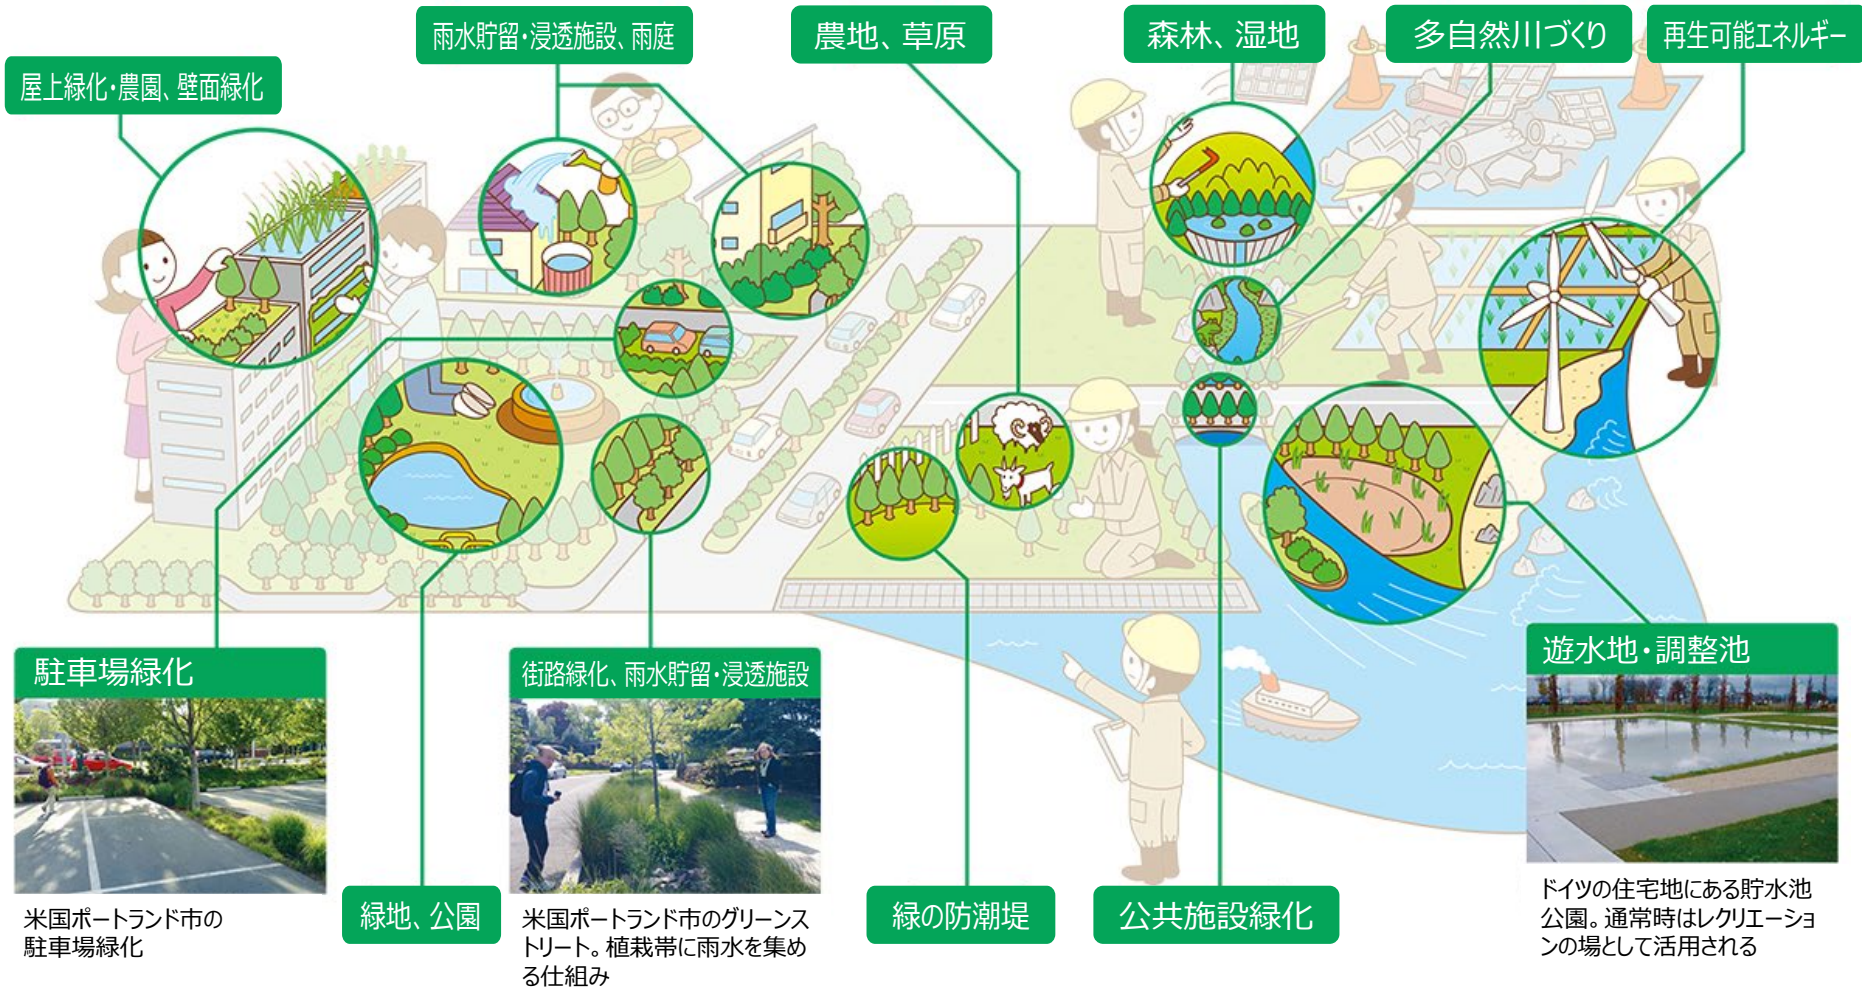 雨水貯留・浸透施設、雨庭
農地、草原
森林、湿地
多自然川づくり
再生可能エネルギー
屋上緑化・農園、壁面緑化
駐車場緑化
街路緑化、雨水貯留・浸透施設
遊水地・調整池
米国ポートランド市の
駐車場緑化
緑地、公園
米国ポートランド市のグリーンス
トリート。植栽帯に雨水を集め
る仕組み
緑の防潮堤
公共施設緑化
ドイツの住宅地にある貯水池
公園。通常時はレクリエーショ
ンの場として活用される